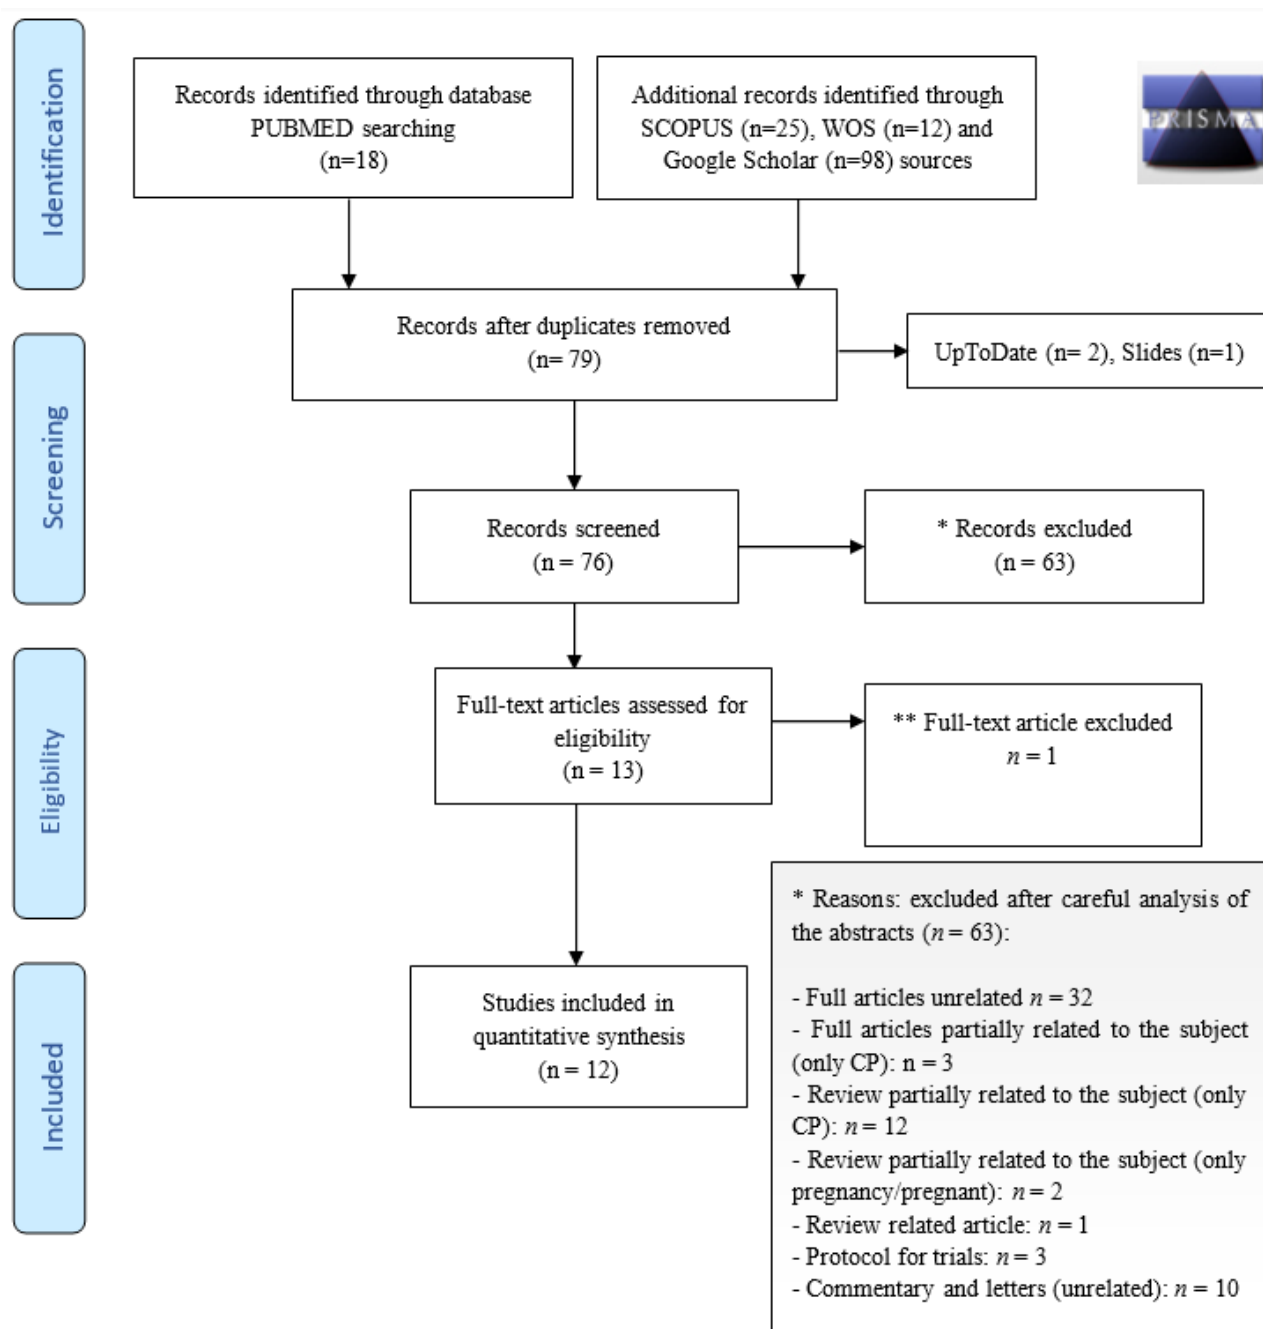 Identification
Records identified through database
PUBMED searching
(n=18)
Additional records identified through
SCOPUS (n=25), WOS (n=12) and
Google Scholar (n=98) sources
PRISMA
Records after duplicates removed
(n= 79)
UpToDate (n= 2), Slides (n=1)
Screening
Records screened
(n = 76)
* Records excluded
(n = 63)
Eligibility
Full-text articles assessed for
eligibility
(n = 13)
** Full-text article excluded
n = 1
Included
Studies included in
quantitative synthesis
(n = 12)
* Reasons: excluded after careful analysis of
the abstracts (n = 63):
- Full articles unrelated n = 32
- Full articles partially related to the subject
(only CP): n = 3
- Review partially related to the subject (only
CP): n = 12
- Review partially related to the subject (only
pregnancy/pregnant): n = 2
- Review related article: n = 1
- Protocol for trials: n = 3
- Commentary and letters (unrelated): n = 10